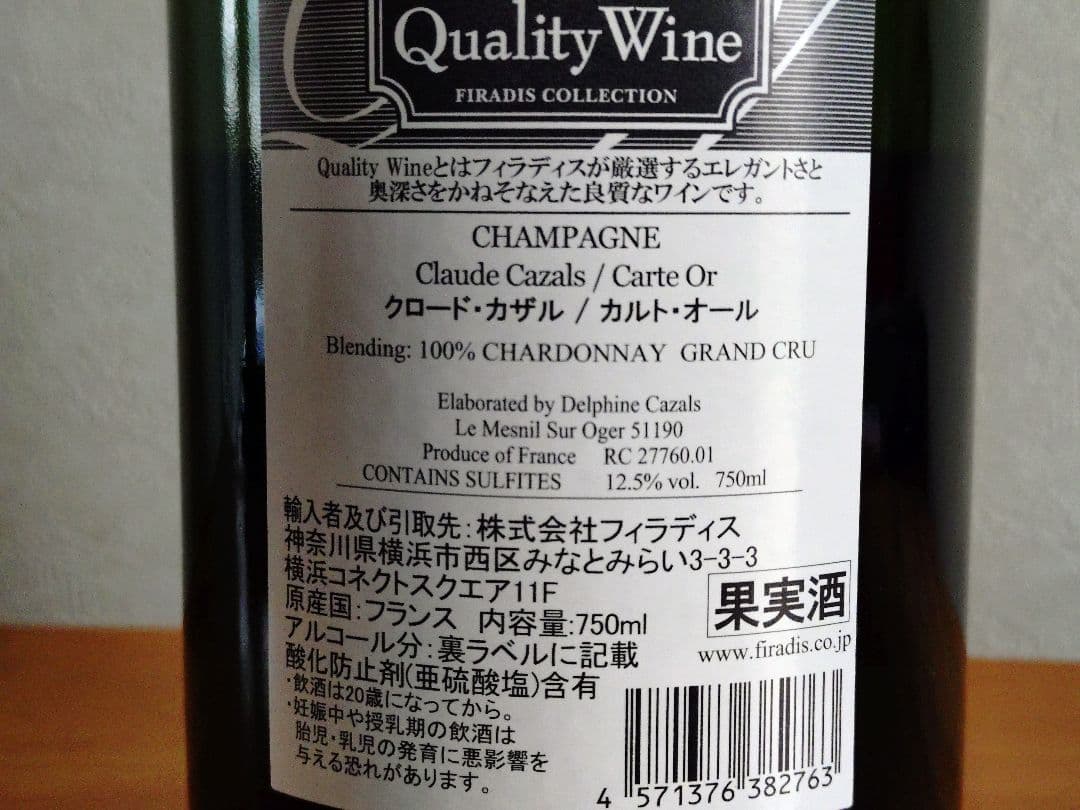 Quality Wine
FIRADIS COLLECTION
Quality Wineとはフィラディスが厳選するエレガントさと
奥深さをかねそなえた良質なワインです。
CHAMPAGNE
Claude Cazals / Carte Or
クロード・カザル / カルト・オール
Blending: 100% CHARDONNAY GRAND CRU
Elaborated by Delphine Cazals
Le Mesnil Sur Oger 51190
Produce of France RC 27760.01
CONTAINS SULFITES 12.5% vol. 750ml
輸入者及び引取先:株式会社フィラディス
神奈川県横浜市西区みなとみらい3-3-3
横浜コネクトスクエア11F
原産国:フランス 内容量:750ml
アルコール分:裏ラベルに記載
酸化防止剤(亜硫酸塩)含有
・飲酒は20歳になってから。
・妊娠中や授乳期の飲酒は
胎児・乳児の発育に悪影響を
与える恐れがあります。
果実酒
www.firadis.co.jp
4 571376 382763